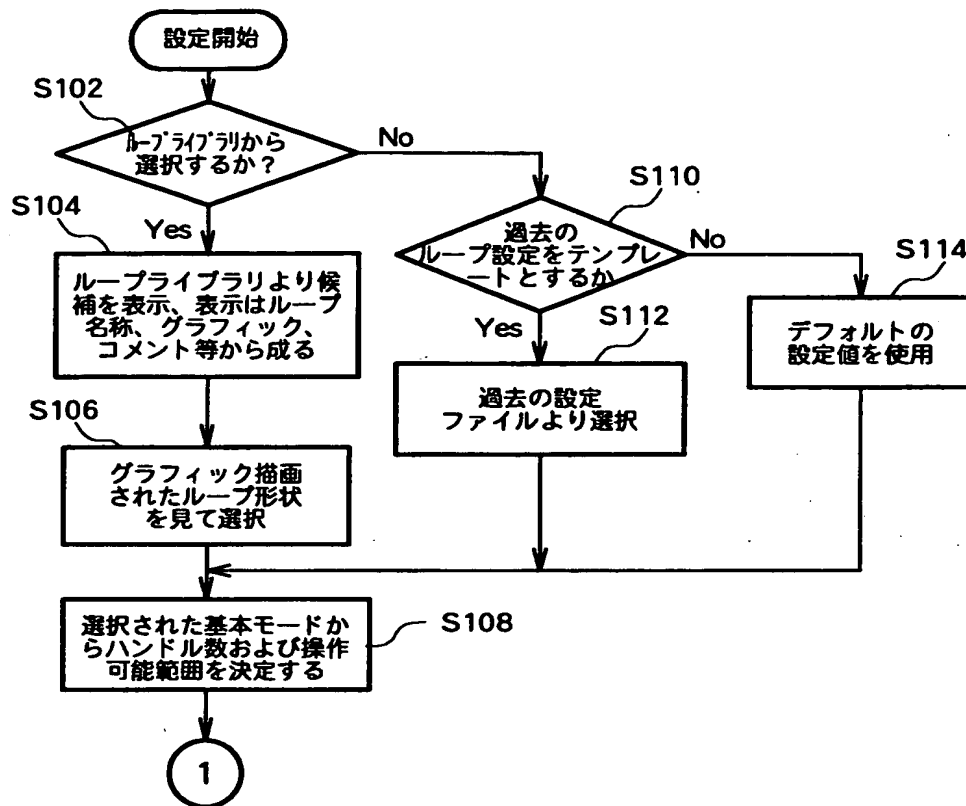 設定開始
S102
ループライブラリから
選択するか？
No
Yes
S104
ループライブラリより候
補を表示、表示はループ
名称、グラフィック、
コメント等から成る
S106
グラフィック描画
されたループ形状
を見て選択
S110
過去の
ループ設定をテンプレ
ートとするか
No
Yes
S112
過去の設定
ファイルより選択
S114
デフォルトの
設定値を使用
選択された基本モードか
らハンドル数および操作
可能範囲を決定する
S108
1